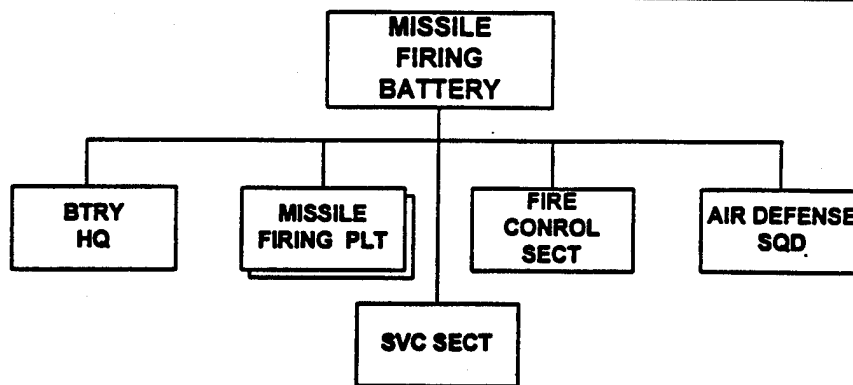 MISSILE
FIRING
BATTERY
BTRY
HQ
MISSILE
FIRING PLT
FIRE
CONROL
SECT
AIR DEFENSE
SQD
SVC SECT